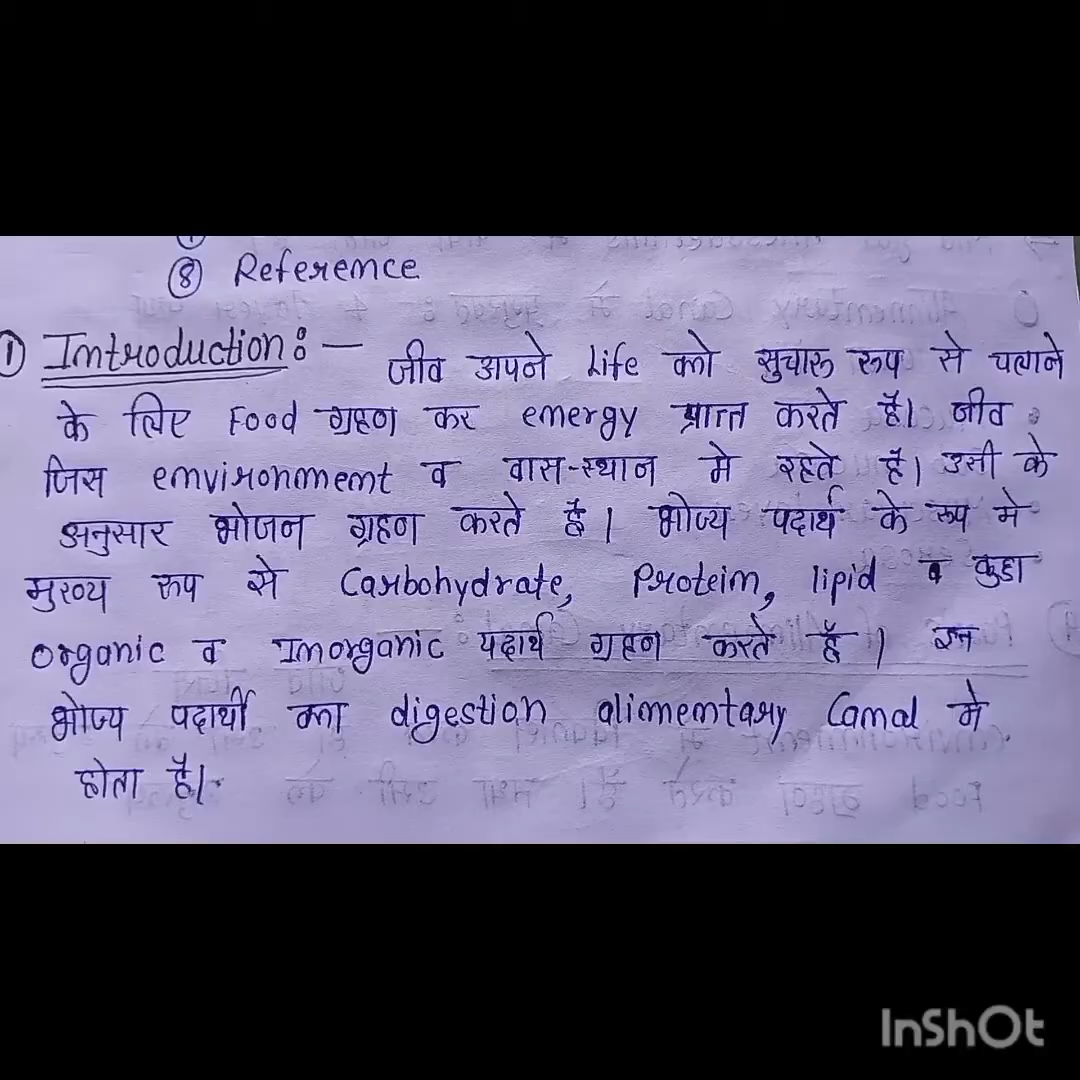 ⑧ Reference
① Introduction:— जीव अपने life को सुचारू रूप से चलाने
के लिए Food ग्रहण कर energy प्राप्त करते हैं। जीव
जिस environment व वास-स्थान मे रहते है। उसी के
अनुसार भोजन ग्रहण करते है। भोज्य पदार्थ के रूप मे
मुख्य रूप से Carbohydrate, Protein, lipid व कुछ
organic व Inorganic पदार्थ ग्रहण करते है। इन
भोज्य पदार्थो का digestion alimentary Canal मे
होता है।
InShOt